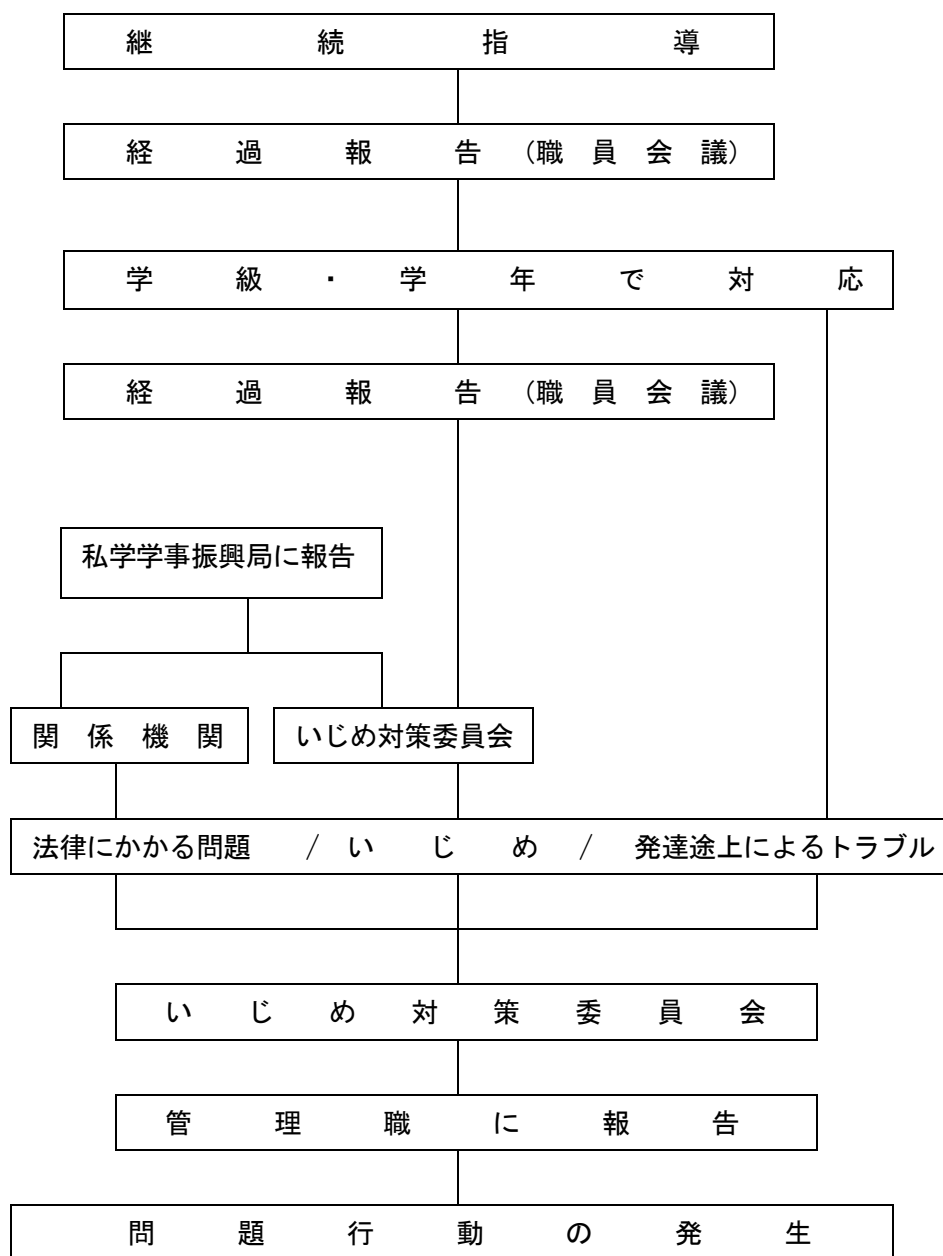 継続指導
経過報告（職員会議）
学級・学年で対応
経過報告（職員会議）
私学学事振興局に報告
関係機関 いじめ対策委員会
法律にかかる問題 / いじめ / 発達途上によるトラブル
いじめ対策委員会
管理職に報告
問題行動の発生